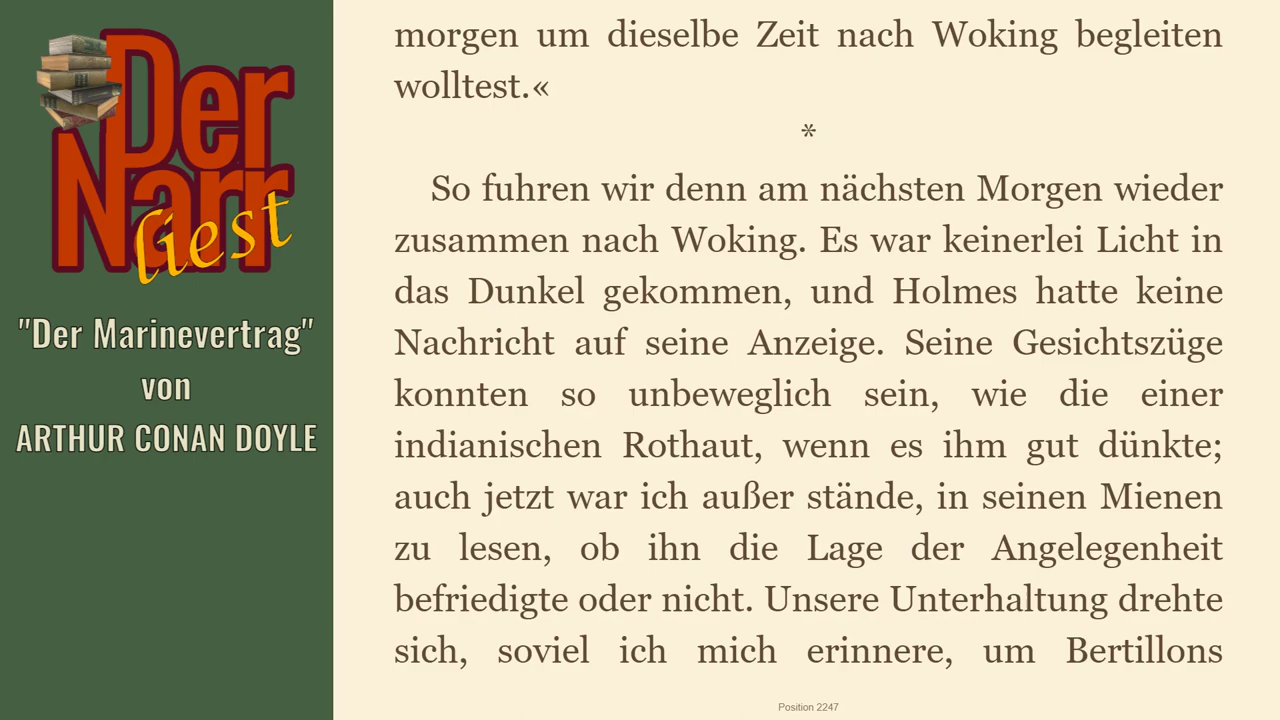 Der
Narr
liest
"Der Marinevertrag"
von
ARTHUR CONAN DOYLE
morgen um dieselbe Zeit nach Woking begleiten
wolltest.«
*
So fuhren wir denn am nächsten Morgen wieder
zusammen nach Woking. Es war keinerlei Licht in
das Dunkel gekommen, und Holmes hatte keine
Nachricht auf seine Anzeige. Seine Gesichtszüge
konnten so unbeweglich sein, wie die einer
indianischen Rothaut, wenn es ihm gut dünkte;
auch jetzt war ich außer stände, in seinen Mienen
zu lesen, ob ihn die Lage der Angelegenheit
befriedigte oder nicht. Unsere Unterhaltung drehte
sich, soviel ich mich erinnere, um Bertillons
Position 2247